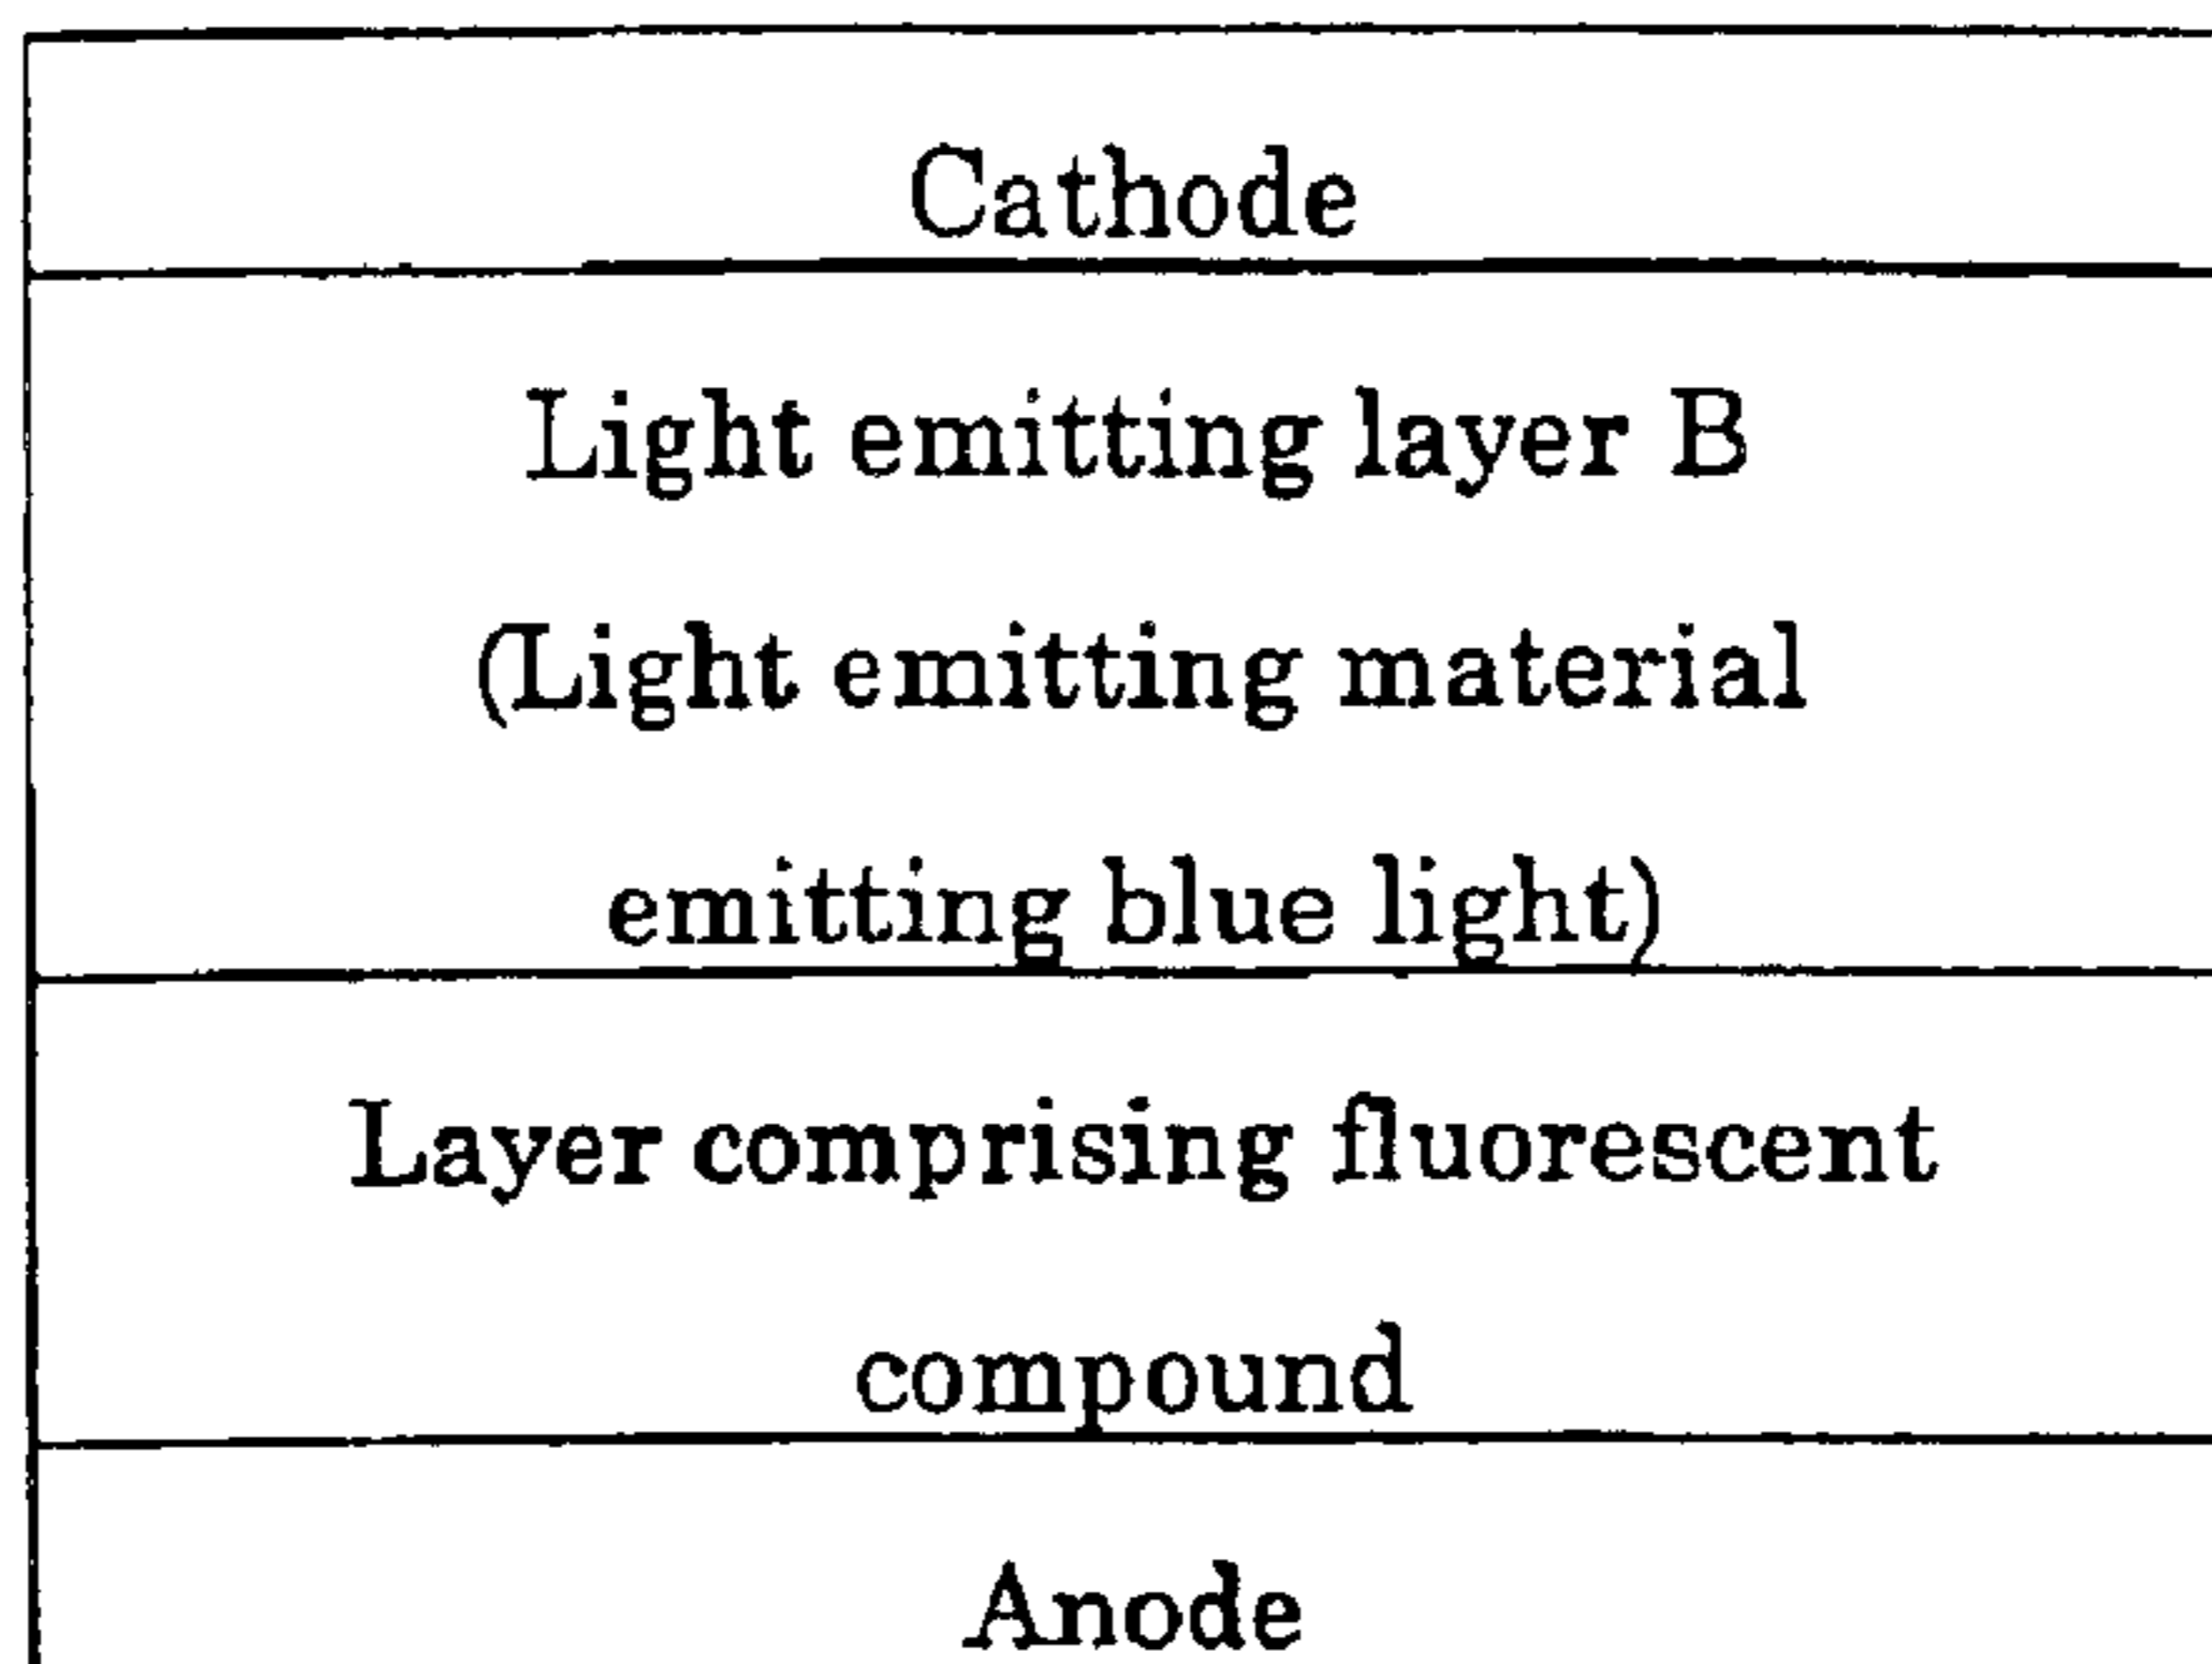 Cathode
Light emitting layer B
(Light emitting material
emitting blue light)
Layer comprising fluorescent
compound
Anode